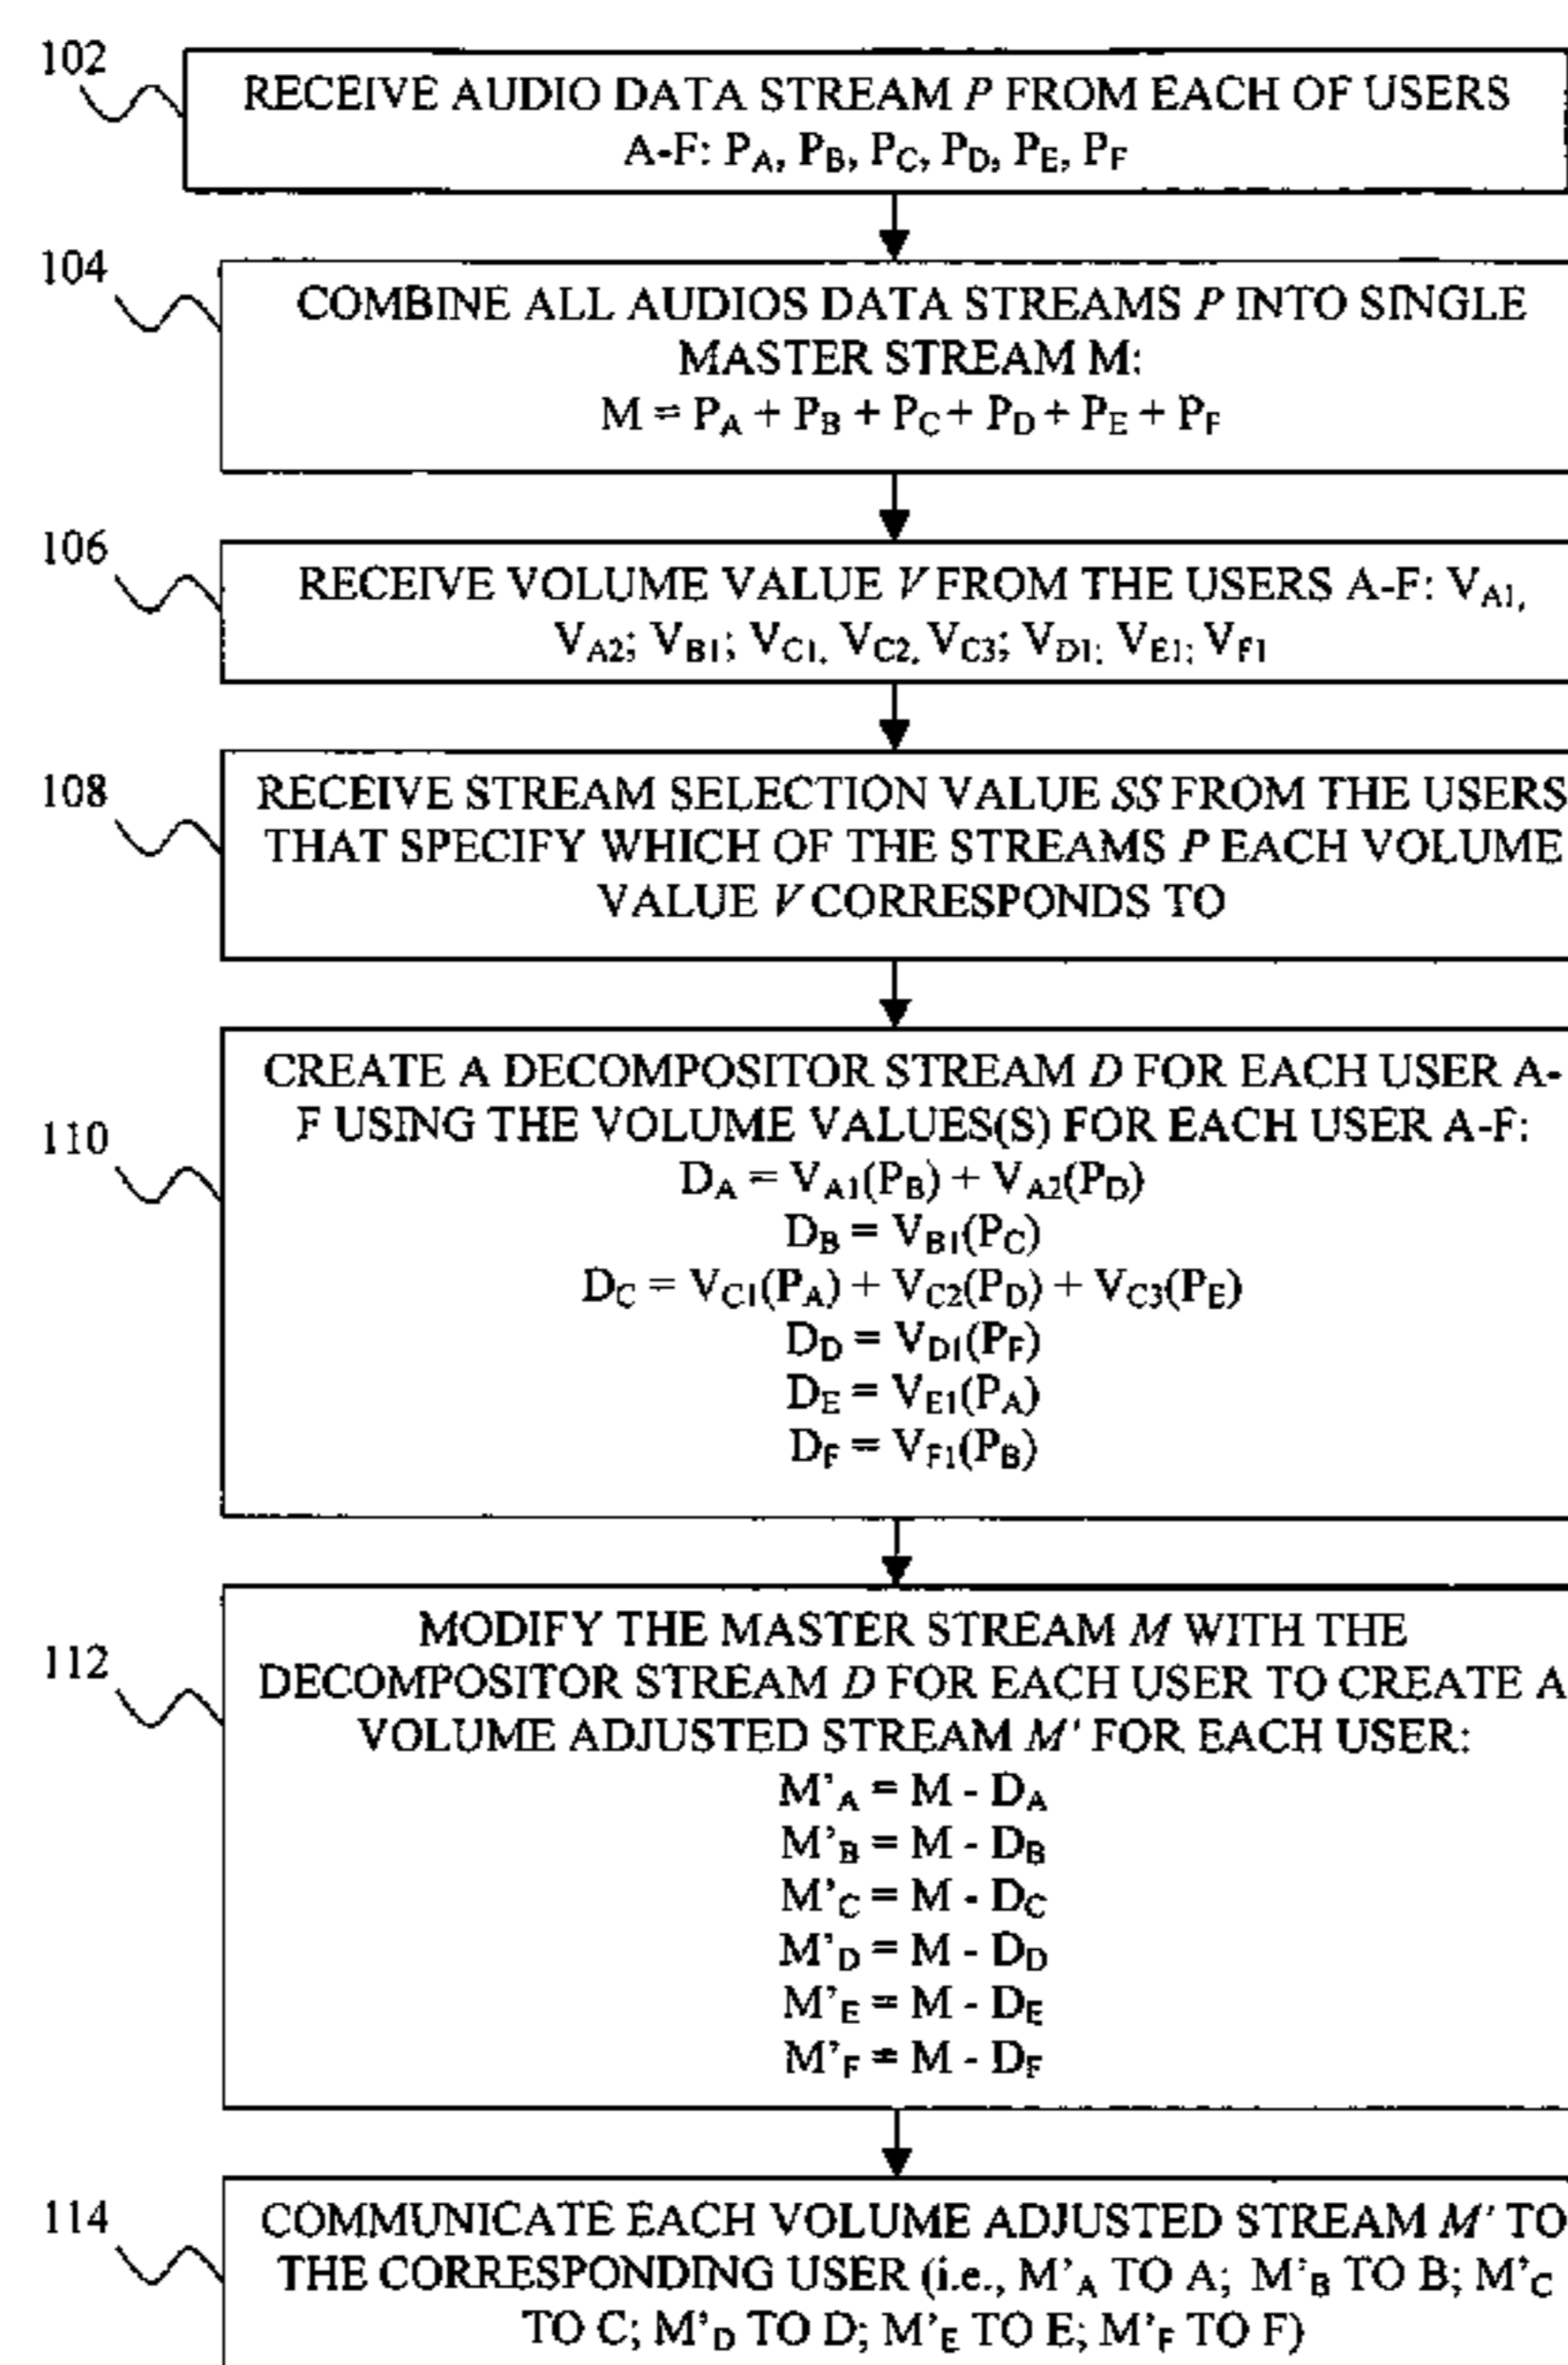 102
RECEIVE AUDIO DATA STREAM P FROM EACH OF USERS
A-F: PA, PB, PC, PD, PE, PF
104
COMBINE ALL AUDIOS DATA STREAMS P INTO SINGLE
MASTER STREAM M:
M = PA + PB + PC + PD + PE + PF
106
RECEIVE VOLUME VALUE V FROM THE USERS A-F: VA1,
VA2; VB1; VC1, VC2, VC3; VD1; VE1; VF1
108
RECEIVE STREAM SELECTION VALUE SS FROM THE USERS
THAT SPECIFY WHICH OF THE STREAMS P EACH VOLUME
VALUE V CORRESPONDS TO
110
CREATE A DECOMPOSITOR STREAM D FOR EACH USER A-
F USING THE VOLUME VALUES(S) FOR EACH USER A-F:
DA = VA1(PB) + VA2(PD)
DB = VB1(PC)
DC = VC1(PA) + VC2(PD) + VC3(PE)
DD = VD1(PF)
DE = VE1(PA)
DF = VF1(PB)
112
MODIFY THE MASTER STREAM M WITH THE
DECOMPOSITOR STREAM D FOR EACH USER TO CREATE A
VOLUME ADJUSTED STREAM M' FOR EACH USER:
M'A = M - DA
M'B = M - DB
M'C = M - DC
M'D = M - DD
M'E = M - DE
M'F = M - DF
114
COMMUNICATE EACH VOLUME ADJUSTED STREAM M' TO
THE CORRESPONDING USER (i.e., M'A TO A; M'B TO B; M'C
TO C; M'D TO D; M'E TO E; M'F TO F)